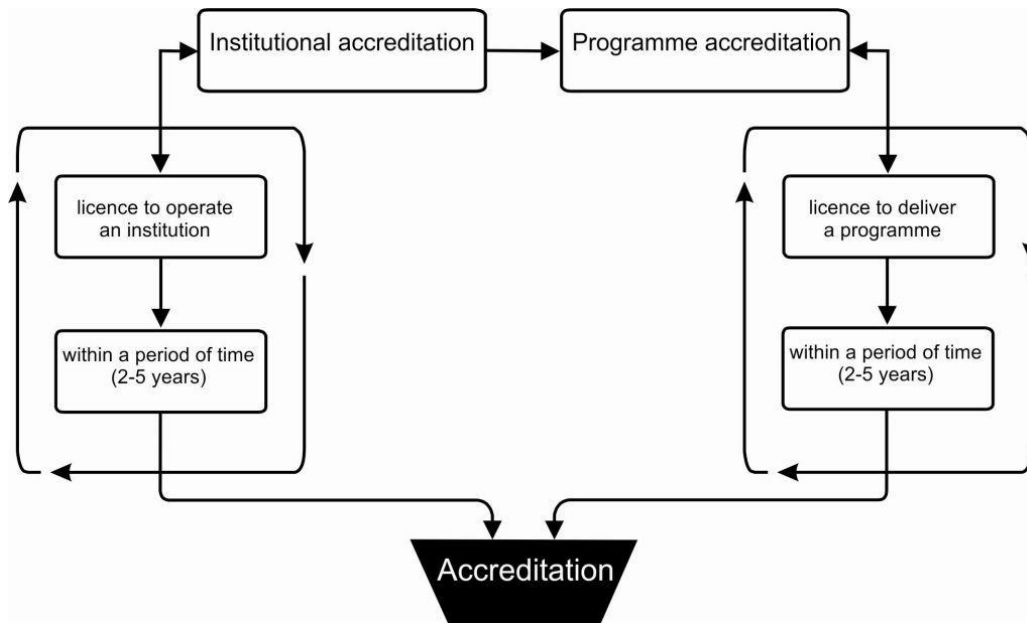 Institutional accreditation
Programme accreditation
licence to operate
an institution
licence to deliver
a programme
within a period of time
(2-5 years)
within a period of time
(2-5 years)
Accreditation